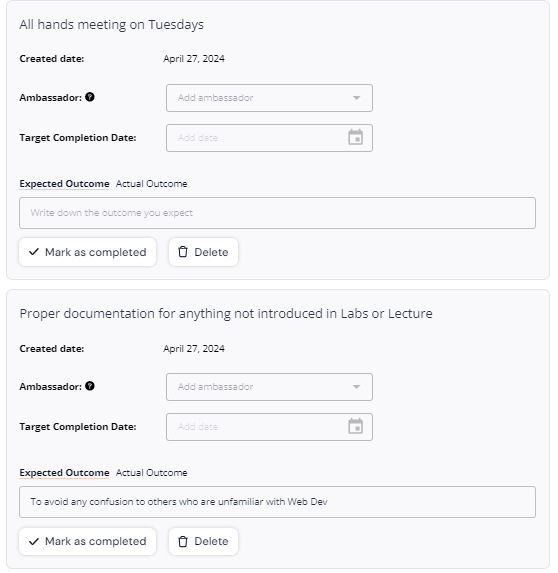 All hands meeting on Tuesdays
Created date: April 27, 2024
Ambassador: ? Add ambassador
Target Completion Date: Add date
Expected Outcome Actual Outcome
Write down the outcome you expect
Mark as completed Delete
Proper documentation for anything not introduced in Labs or Lecture
Created date: April 27, 2024
Ambassador: ? Add ambassador
Target Completion Date: Add date
Expected Outcome Actual Outcome
To avoid any confusion to others who are unfamiliar with Web Dev
Mark as completed Delete